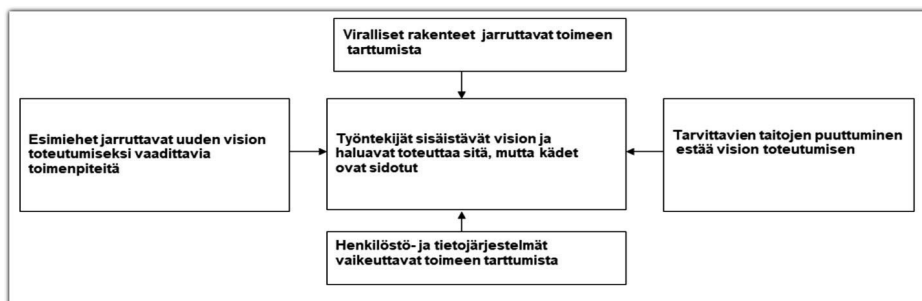 Viralliset rakenteet jarruttavat toimeen
tarttumista
Esimiehet jarruttavat uuden vision
toteutumiseksi vaadittavia
toimenpiteitä
Työntekijät sisäistävät vision ja
haluavat toteuttaa sitä, mutta kädet
ovat sidotut
Tarvittavien taitojen puuttuminen
estää vision toteutumisen
Henkilöstö- ja tietojärjestelmät
vaikeuttavat toimeen tarttumista